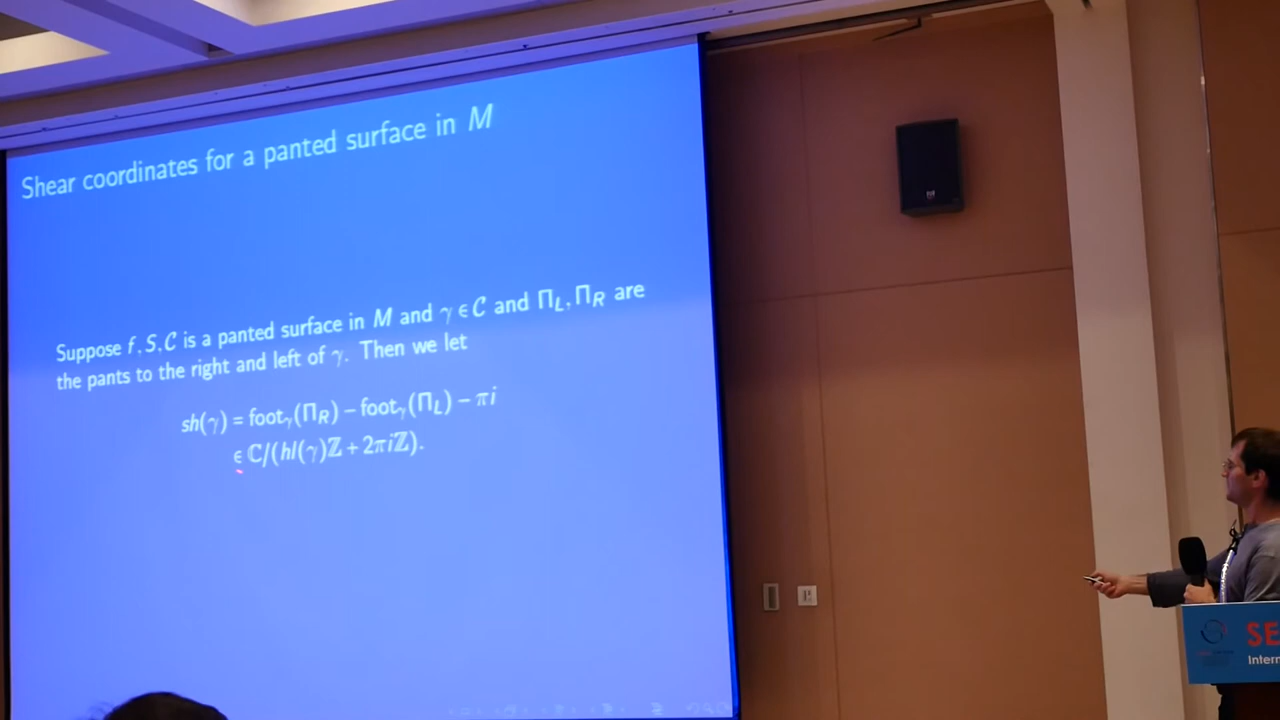 Shear coordinates for a panted surface in M
Suppose f, S, C is a panted surface in M and γ ∈ C and Π_L, Π_R are
the pants to the right and left of γ. Then we let
sh(γ) = foot_γ(Π_R) − foot_γ(Π_L) − πi
∈ ℂ/(hl(γ)ℤ + 2πiℤ).
SE
Intern